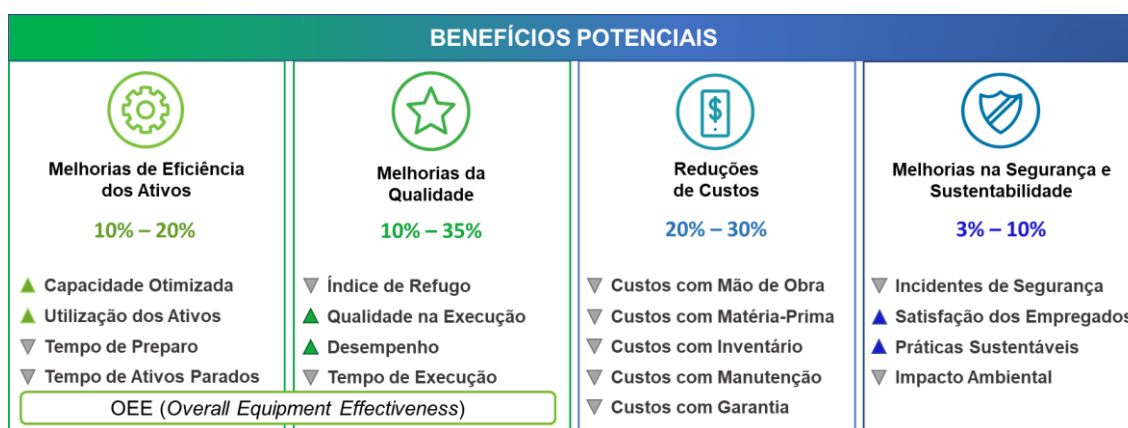 BENEFÍCIOS POTENCIAIS
Melhorias de Eficiência
dos Ativos
10% – 20%
▲ Capacidade Otimizada
▲ Utilização dos Ativos
▼ Tempo de Preparo
▼ Tempo de Ativos Parados
Melhorias da
Qualidade
10% – 35%
▼ Índice de Refugo
▲ Qualidade na Execução
▲ Desempenho
▼ Tempo de Execução
OEE (Overall Equipment Effectiveness)
$
Reduções
de Custos
20% – 30%
▼ Custos com Mão de Obra
▼ Custos com Matéria-Prima
▼ Custos com Inventário
▼ Custos com Manutenção
▼ Custos com Garantia
Melhorias na Segurança e
Sustentabilidade
3% – 10%
▼ Incidentes de Segurança
▲ Satisfação dos Empregados
▲ Práticas Sustentáveis
▼ Impacto Ambiental